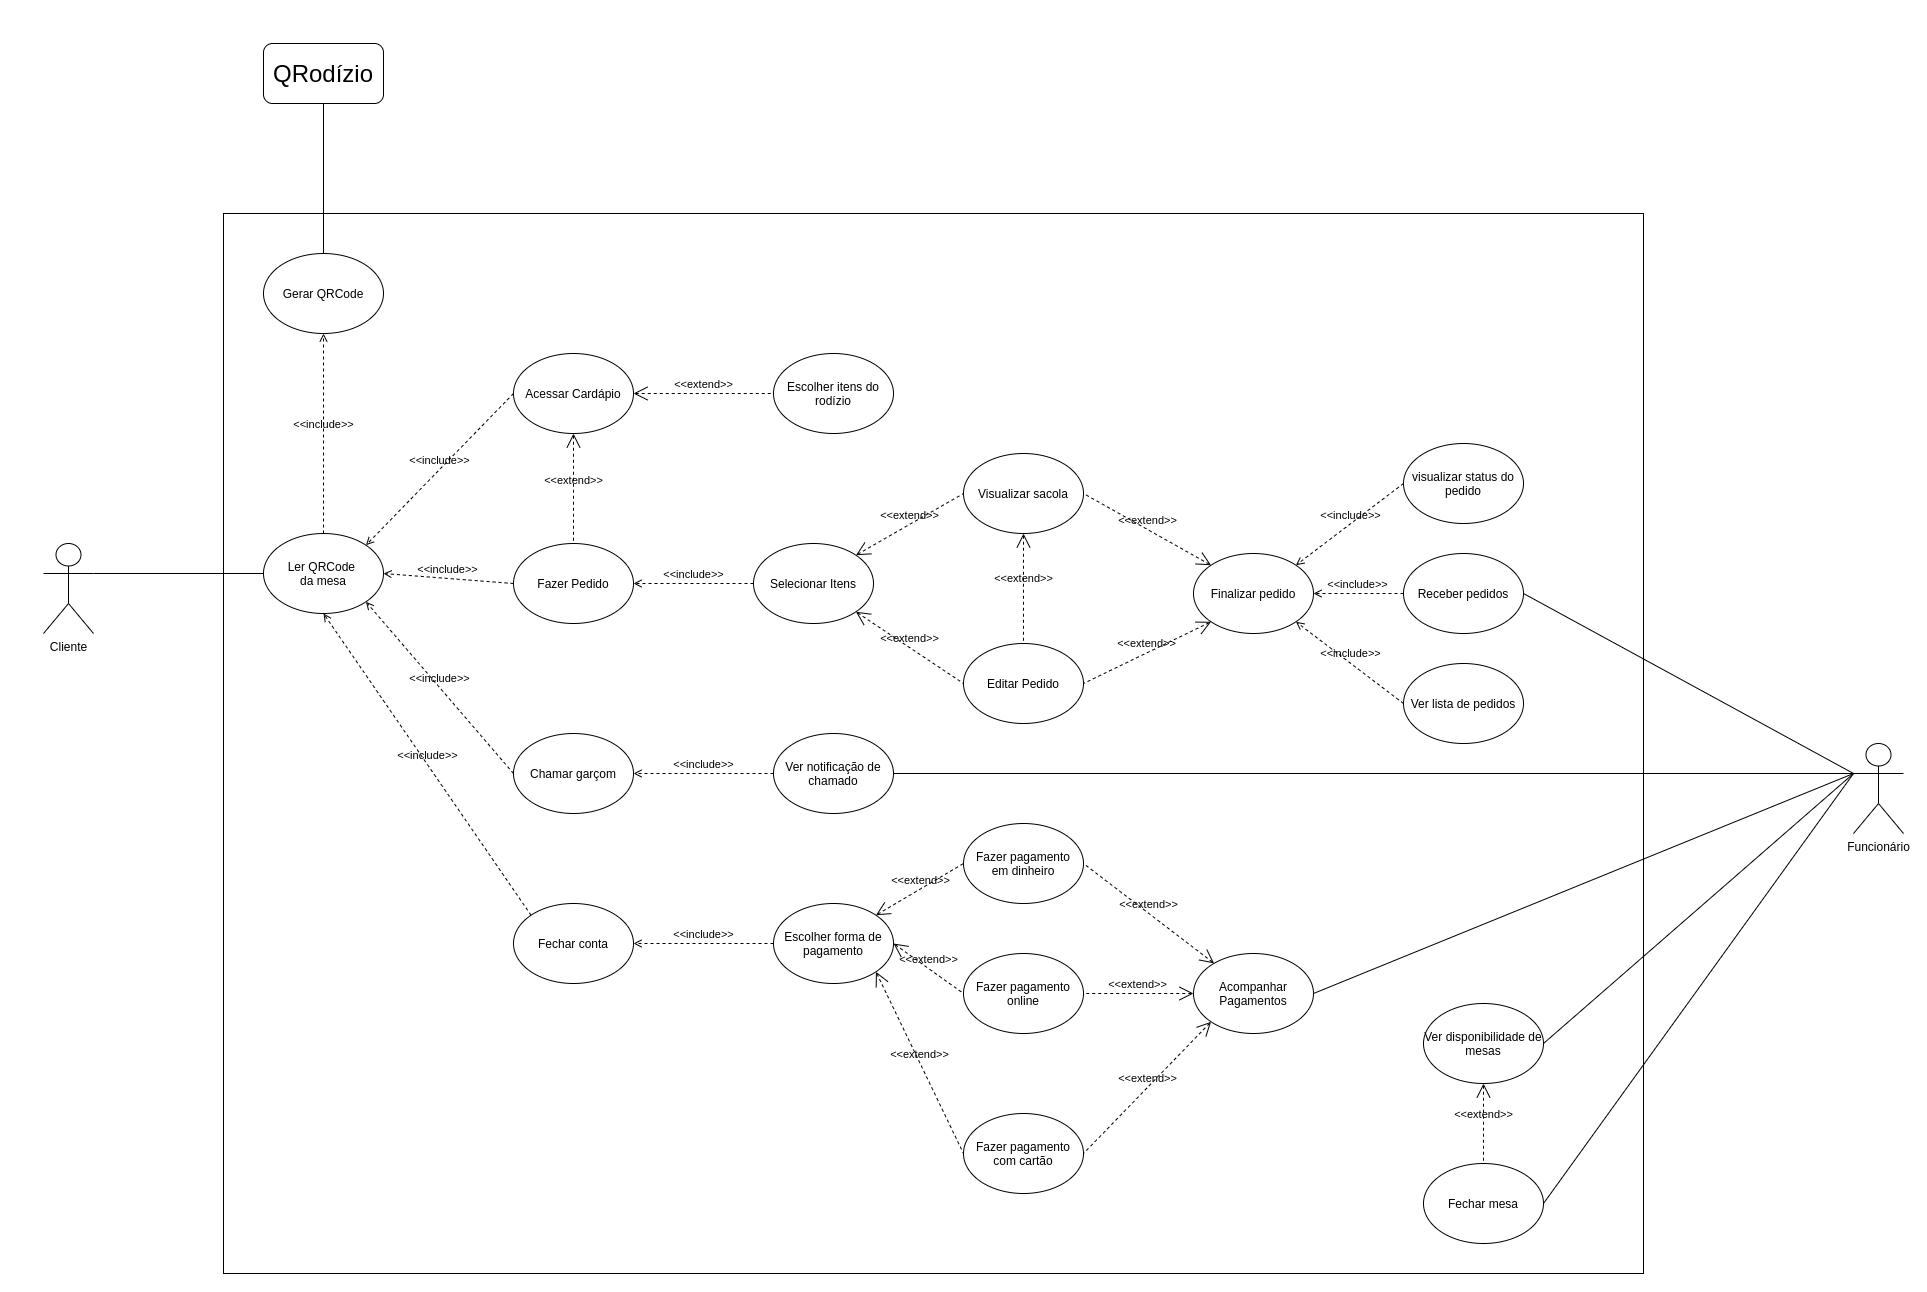 QRodízio
Gerar QRCode
<<include>>
Acessar Cardápio
<<extend>>
Escolher itens do
rodízio
<<include>>
<<extend>>
Visualizar sacola
visualizar status do
pedido
<<extend>>
<<extend>>
<<include>>
Cliente
Ler QRCode
da mesa
<<include>>
Fazer Pedido
<<include>>
Selecionar Itens
<<extend>>
Finalizar pedido
<<include>>
Receber pedidos
<<extend>>
<<extend>>
<<include>>
Editar Pedido
Ver lista de pedidos
<<include>>
<<include>>
Chamar garçom
<<include>>
Ver notificação de
chamado
Funcionário
Fazer pagamento
em dinheiro
<<extend>>
<<extend>>
Fechar conta
<<include>>
Escolher forma de
pagamento
<<extend>>
Fazer pagamento
online
<<extend>>
Acompanhar
Pagamentos
<<extend>>
<<extend>>
Ver disponibilidade de
mesas
<<extend>>
Fazer pagamento
com cartão
Fechar mesa